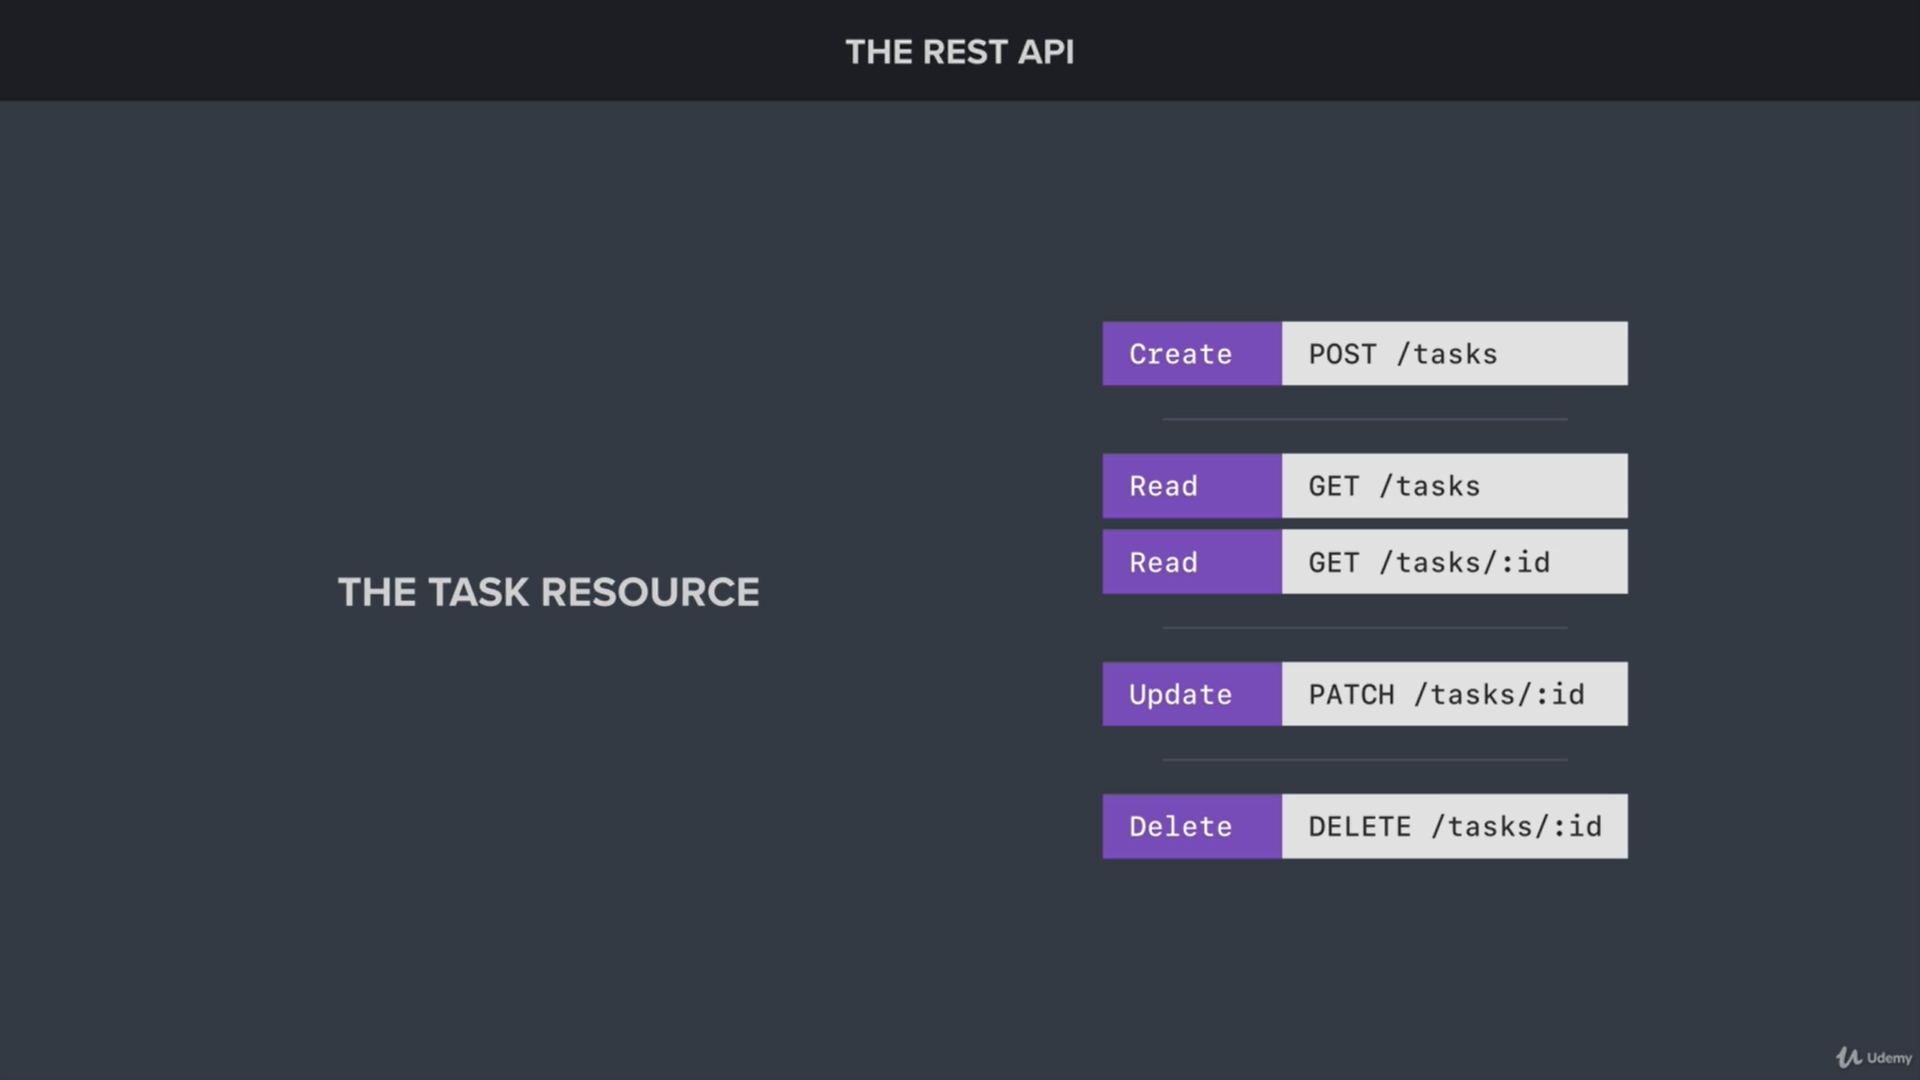 THE REST API
THE TASK RESOURCE
Create POST /tasks
Read GET /tasks
Read GET /tasks/:id
Update PATCH /tasks/:id
Delete DELETE /tasks/:id
Udemy